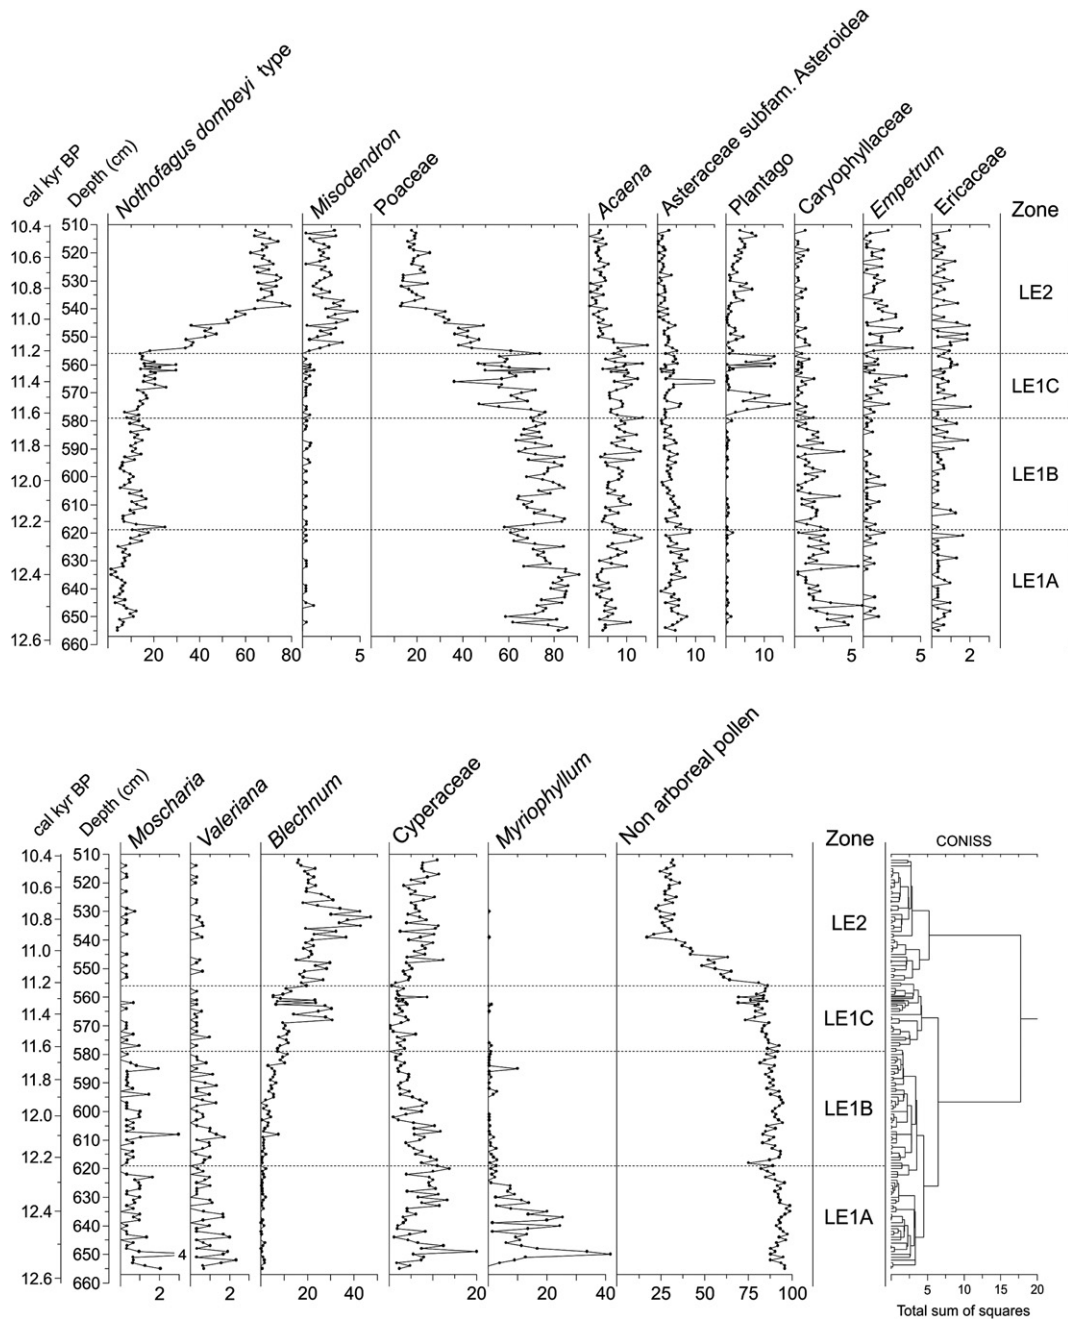 cal kyr BP
Depth (cm)
Nothofagus dombeyi type
Misodendron
Poaceae
Acaena
Asteraceae subfam. Asteroidea
Plantago
Caryophyllaceae
Empetrum
Ericaceae
Zone
10.4
10.6
10.8
11.0
11.2
11.4
11.6
11.8
12.0
12.2
12.4
12.6
510
520
530
540
550
560
570
580
590
600
610
620
630
640
650
660
LE2
LE1C
LE1B
LE1A
20 40 60 80 5 20 40 60 80 10 10 10 5 5 2
cal kyr BP
Depth (cm)
Moscharia
Valeriana
Blechnum
Cyperaceae
Myriophyllum
Non arboreal pollen
Zone
CONISS
10.4
10.6
10.8
11.0
11.2
11.4
11.6
11.8
12.0
12.2
12.4
12.6
510
520
530
540
550
560
570
580
590
600
610
620
630
640
650
660
4
LE2
LE1C
LE1B
LE1A
2 2 20 40 20 20 40 25 50 75 100 5 10 15 20
Total sum of squares